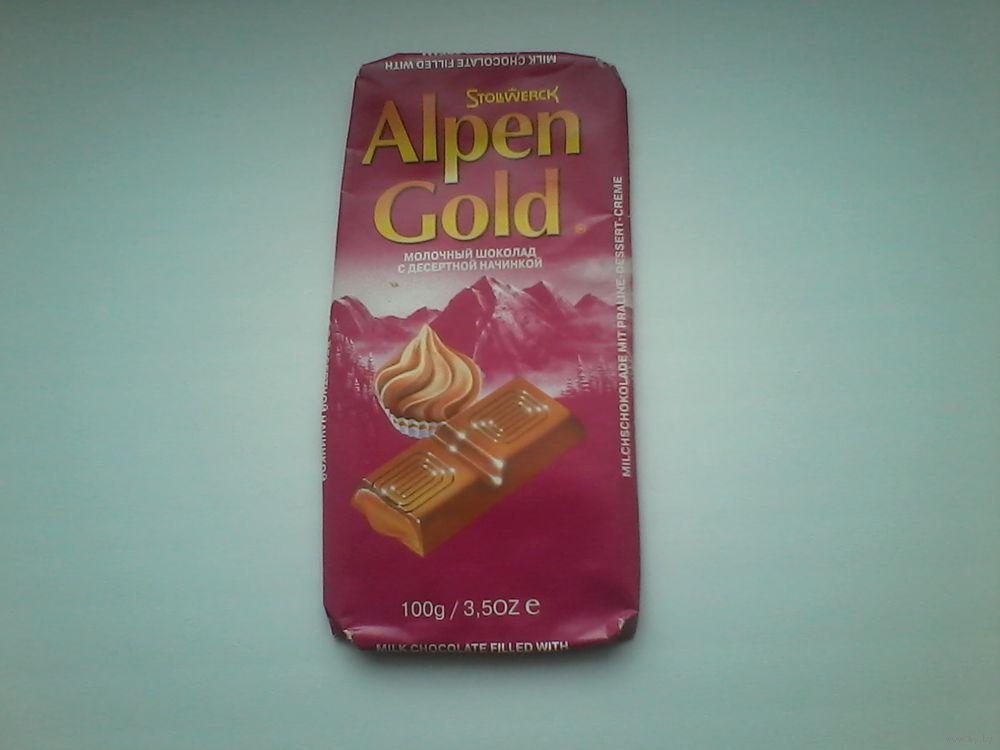 MILK CHOCOLATE FILLED WITH
STOLLWERCK
Alpen
Gold
МОЛОЧНЫЙ ШОКОЛАД
С ДЕСЕРТНОЙ НАЧИНКОЙ
MILCHSCHOKOLADE MIT PRALINE-DESSERT-CREME
100g / 3,5OZ e
MILK CHOCOLATE FILLED WITH